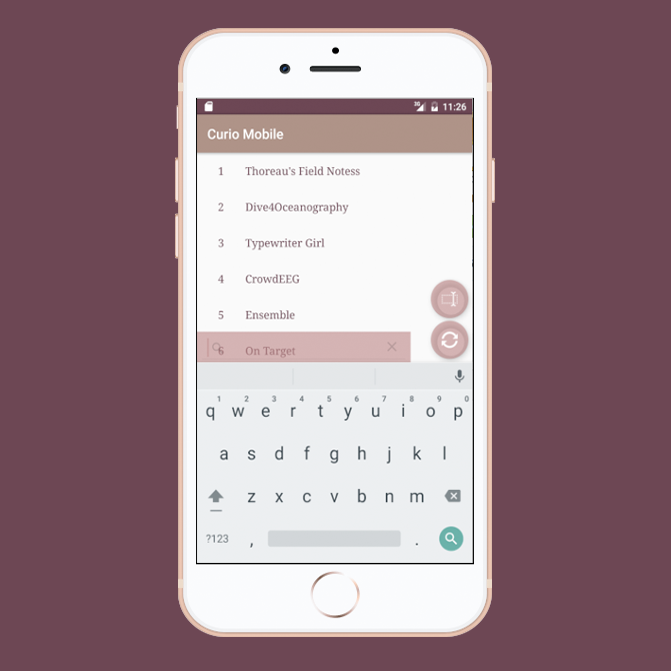 3G 11:26
Curio Mobile
1 Thoreau's Field Notess
2 Dive4Oceanography
3 Typewriter Girl
4 CrowdEEG
5 Ensemble
6 On Target
1 2 3 4 5 6 7 8 9 0
q w e r t y u i o p
a s d f g h j k l
z x c v b n m
?123 , .